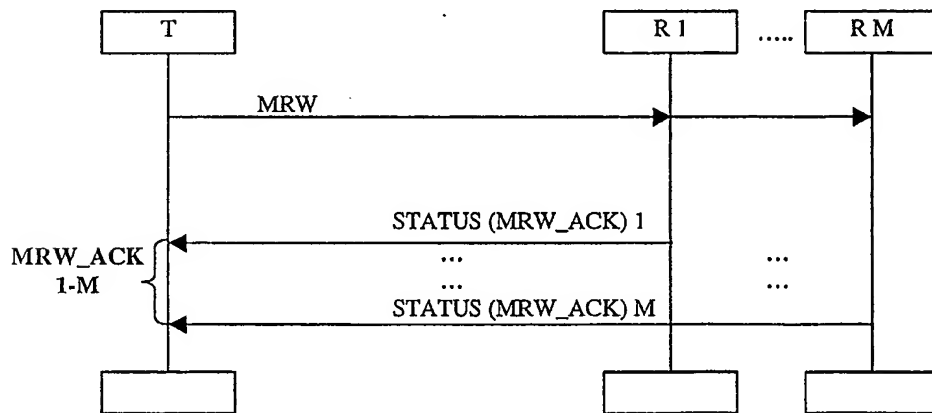 T
R 1
.....
R M
MRW
STATUS (MRW_ACK) 1
...
...
MRW_ACK
1-M
...
...
STATUS (MRW_ACK) M